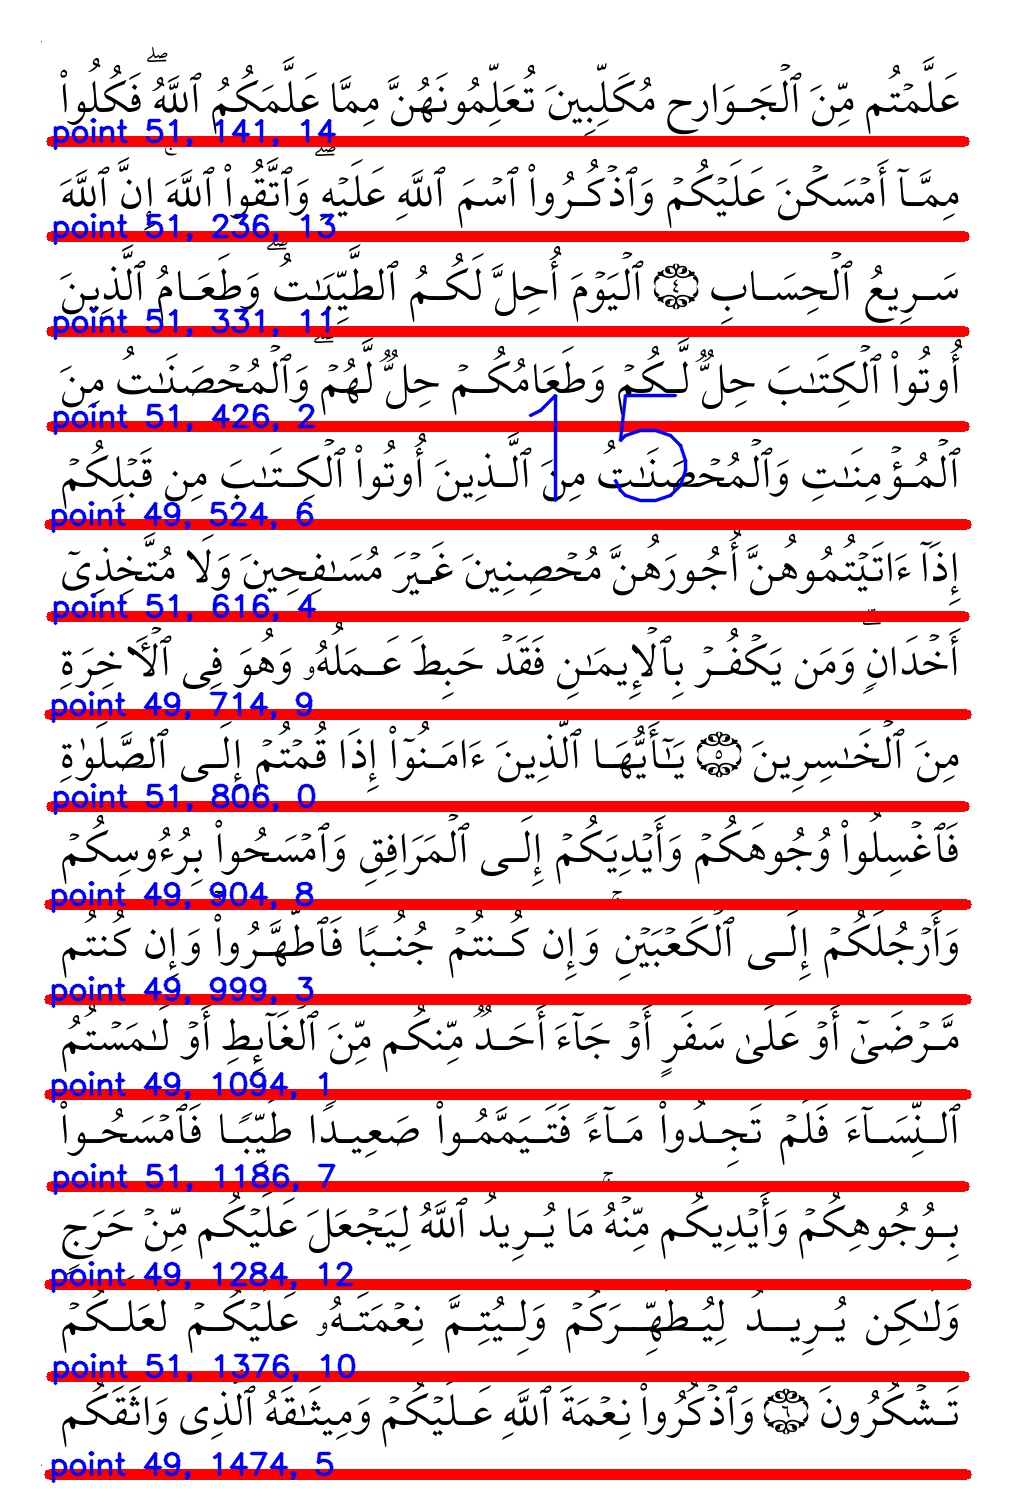 عَلَّمۡتُم مِّنَ ٱلۡجَوَارِحِ مُكَلِّبِينَ تُعَلِّمُونَهُنَّ مِمَّا عَلَّمَكُمُ ٱللَّهُۖ فَكُلُواْ
point 51, 141, 14
مِمَّآ أَمۡسَكۡنَ عَلَيۡكُمۡ وَٱذۡكُرُواْ ٱسۡمَ ٱللَّهِ عَلَيۡهِۖ وَٱتَّقُواْ ٱللَّهَۚ إِنَّ ٱللَّهَ
point 51, 236, 13
سَرِيعُ ٱلۡحِسَابِ ٤ ٱلۡيَوۡمَ أُحِلَّ لَكُمُ ٱلطَّيِّبَٰتُۖ وَطَعَامُ ٱلَّذِينَ
point 51, 331, 11
أُوتُواْ ٱلۡكِتَٰبَ حِلّٞ لَّكُمۡ وَطَعَامُكُمۡ حِلّٞ لَّهُمۡۖ وَٱلۡمُحۡصَنَٰتُ مِنَ
point 51, 426, 2
15
ٱلۡمُؤۡمِنَٰتِ وَٱلۡمُحۡصَنَٰتُ مِنَ ٱلَّذِينَ أُوتُواْ ٱلۡكِتَٰبَ مِن قَبۡلِكُمۡ
point 49, 524, 6
إِذَآ ءَاتَيۡتُمُوهُنَّ أُجُورَهُنَّ مُحۡصِنِينَ غَيۡرَ مُسَٰفِحِينَ وَلَا مُتَّخِذِيٓ
point 51, 616, 4
أَخۡدَانٖۗ وَمَن يَكۡفُرۡ بِٱلۡإِيمَٰنِ فَقَدۡ حَبِطَ عَمَلُهُۥ وَهُوَ فِي ٱلۡأٓخِرَةِ
point 49, 714, 9
مِنَ ٱلۡخَٰسِرِينَ ٥ يَٰٓأَيُّهَا ٱلَّذِينَ ءَامَنُوٓاْ إِذَا قُمۡتُمۡ إِلَى ٱلصَّلَوٰةِ
point 51, 806, 0
فَٱغۡسِلُواْ وُجُوهَكُمۡ وَأَيۡدِيَكُمۡ إِلَى ٱلۡمَرَافِقِ وَٱمۡسَحُواْ بِرُءُوسِكُمۡ
point 49, 904, 8
وَأَرۡجُلَكُمۡ إِلَى ٱلۡكَعۡبَيۡنِۚ وَإِن كُنتُمۡ جُنُبٗا فَٱطَّهَّرُواْۚ وَإِن كُنتُم
point 49, 999, 3
مَّرۡضَىٰٓ أَوۡ عَلَىٰ سَفَرٍ أَوۡ جَآءَ أَحَدٞ مِّنكُم مِّنَ ٱلۡغَآئِطِ أَوۡ لَٰمَسۡتُمُ
point 49, 1094, 1
ٱلنِّسَآءَ فَلَمۡ تَجِدُواْ مَآءٗ فَتَيَمَّمُواْ صَعِيدٗا طَيِّبٗا فَٱمۡسَحُواْ
point 51, 1186, 7
بِوُجُوهِكُمۡ وَأَيۡدِيكُم مِّنۡهُۚ مَا يُرِيدُ ٱللَّهُ لِيَجۡعَلَ عَلَيۡكُم مِّنۡ حَرَجٖ
point 49, 1284, 12
وَلَٰكِن يُرِيدُ لِيُطَهِّرَكُمۡ وَلِيُتِمَّ نِعۡمَتَهُۥ عَلَيۡكُمۡ لَعَلَّكُمۡ
point 51, 1376, 10
تَشۡكُرُونَ ٦ وَٱذۡكُرُواْ نِعۡمَةَ ٱللَّهِ عَلَيۡكُمۡ وَمِيثَٰقَهُ ٱلَّذِي وَاثَقَكُم
point 49, 1474, 5